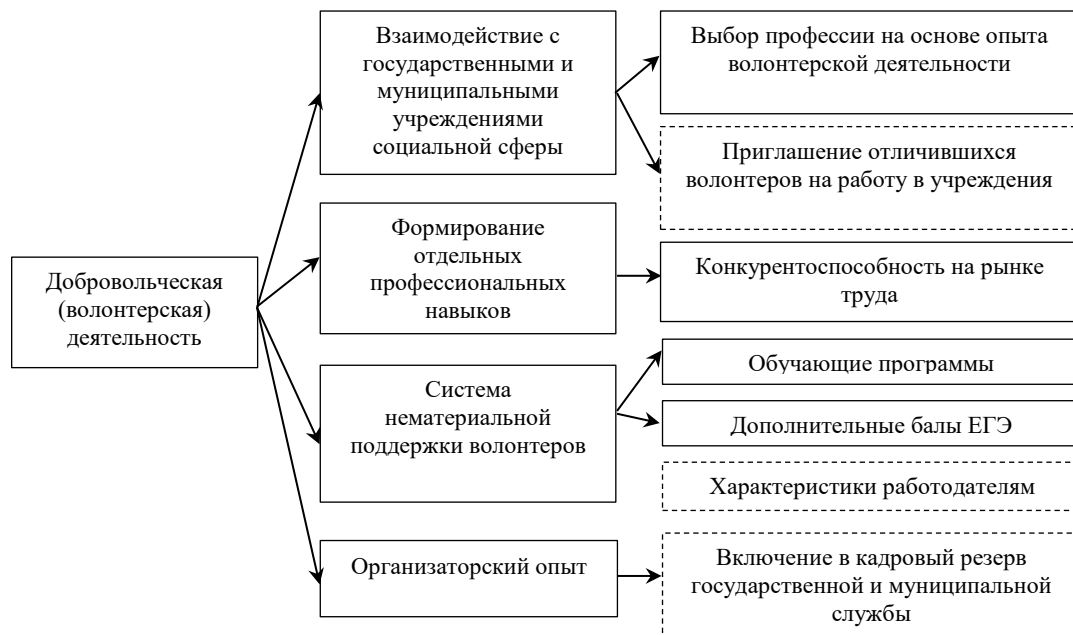 Добровольческая
(волонтерская)
деятельность
Взаимодействие с
государственными и
муниципальными
учреждениями
социальной сферы
Выбор профессии на основе опыта
волонтерской деятельности
Приглашение отличившихся
волонтеров на работу в учреждения
Формирование
отдельных
профессиональных
навыков
Конкурентоспособность на рынке
труда
Система
нематериальной
поддержки волонтеров
Обучающие программы
Дополнительные балы ЕГЭ
Характеристики работодателям
Организаторский опыт
Включение в кадровый резерв
государственной и муниципальной
службы